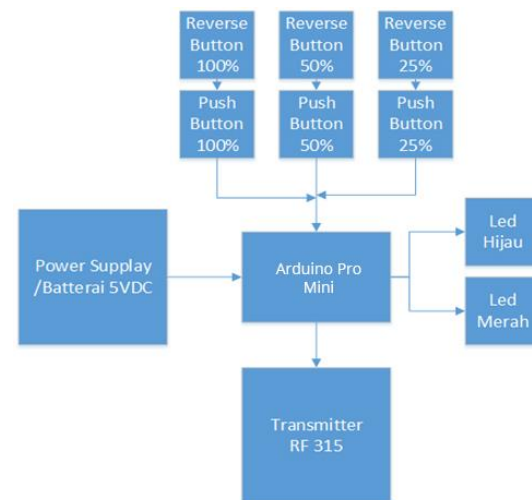 Reverse
Button
100%
Reverse
Button
50%
Reverse
Button
25%
Push
Button
100%
Push
Button
50%
Push
Button
25%
Power Supplay
/Batterai 5VDC
Arduino Pro
Mini
Led
Hijau
Led
Merah
Transmitter
RF 315